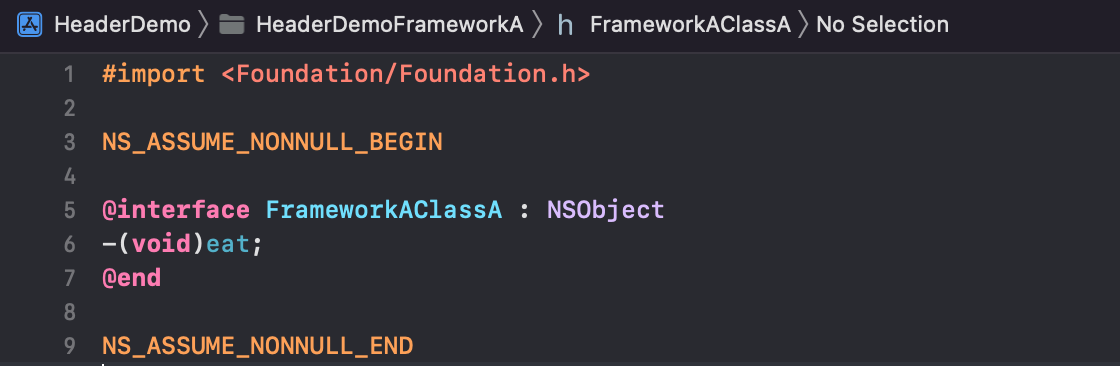 HeaderDemo 〉 HeaderDemoFrameworkA 〉 h FrameworkAClassA 〉 No Selection
1 #import <Foundation/Foundation.h>
2
3 NS_ASSUME_NONNULL_BEGIN
4
5 @interface FrameworkAClassA : NSObject
6 -(void)eat;
7 @end
8
9 NS_ASSUME_NONNULL_END